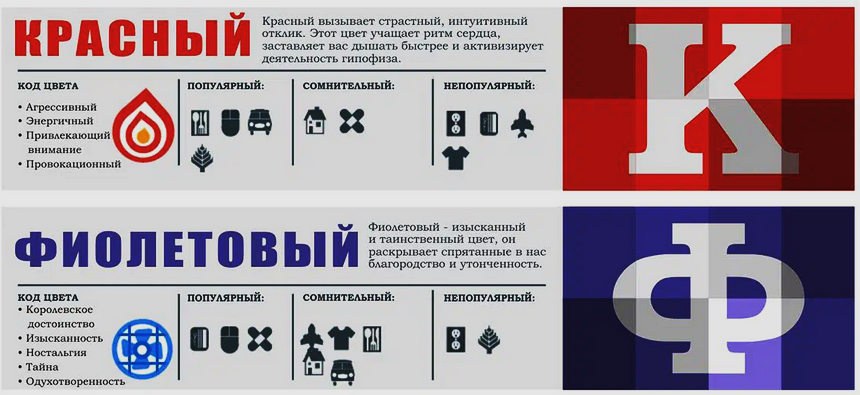 КРАСНЫЙ
Красный вызывает страстный, интуитивный
отклик. Этот цвет учащает ритм сердца,
заставляет вас дышать быстрее и активизирует
деятельность гипофиза.
КОД ЦВЕТА
• Агрессивный
• Энергичный
• Привлекающий
внимание
• Провокационный
ПОПУЛЯРНЫЙ:
СОМНИТЕЛЬНЫЙ:
НЕПОПУЛЯРНЫЙ:
К
ФИОЛЕТОВЫЙ
Фиолетовый - изысканный
и таинственный цвет, он
раскрывает спрятанные в нас
благородство и утонченность.
КОД ЦВЕТА
• Королевское
достоинство
• Изысканность
• Ностальгия
• Тайна
• Одухотворенность
ПОПУЛЯРНЫЙ:
СОМНИТЕЛЬНЫЙ:
НЕПОПУЛЯРНЫЙ:
Ф